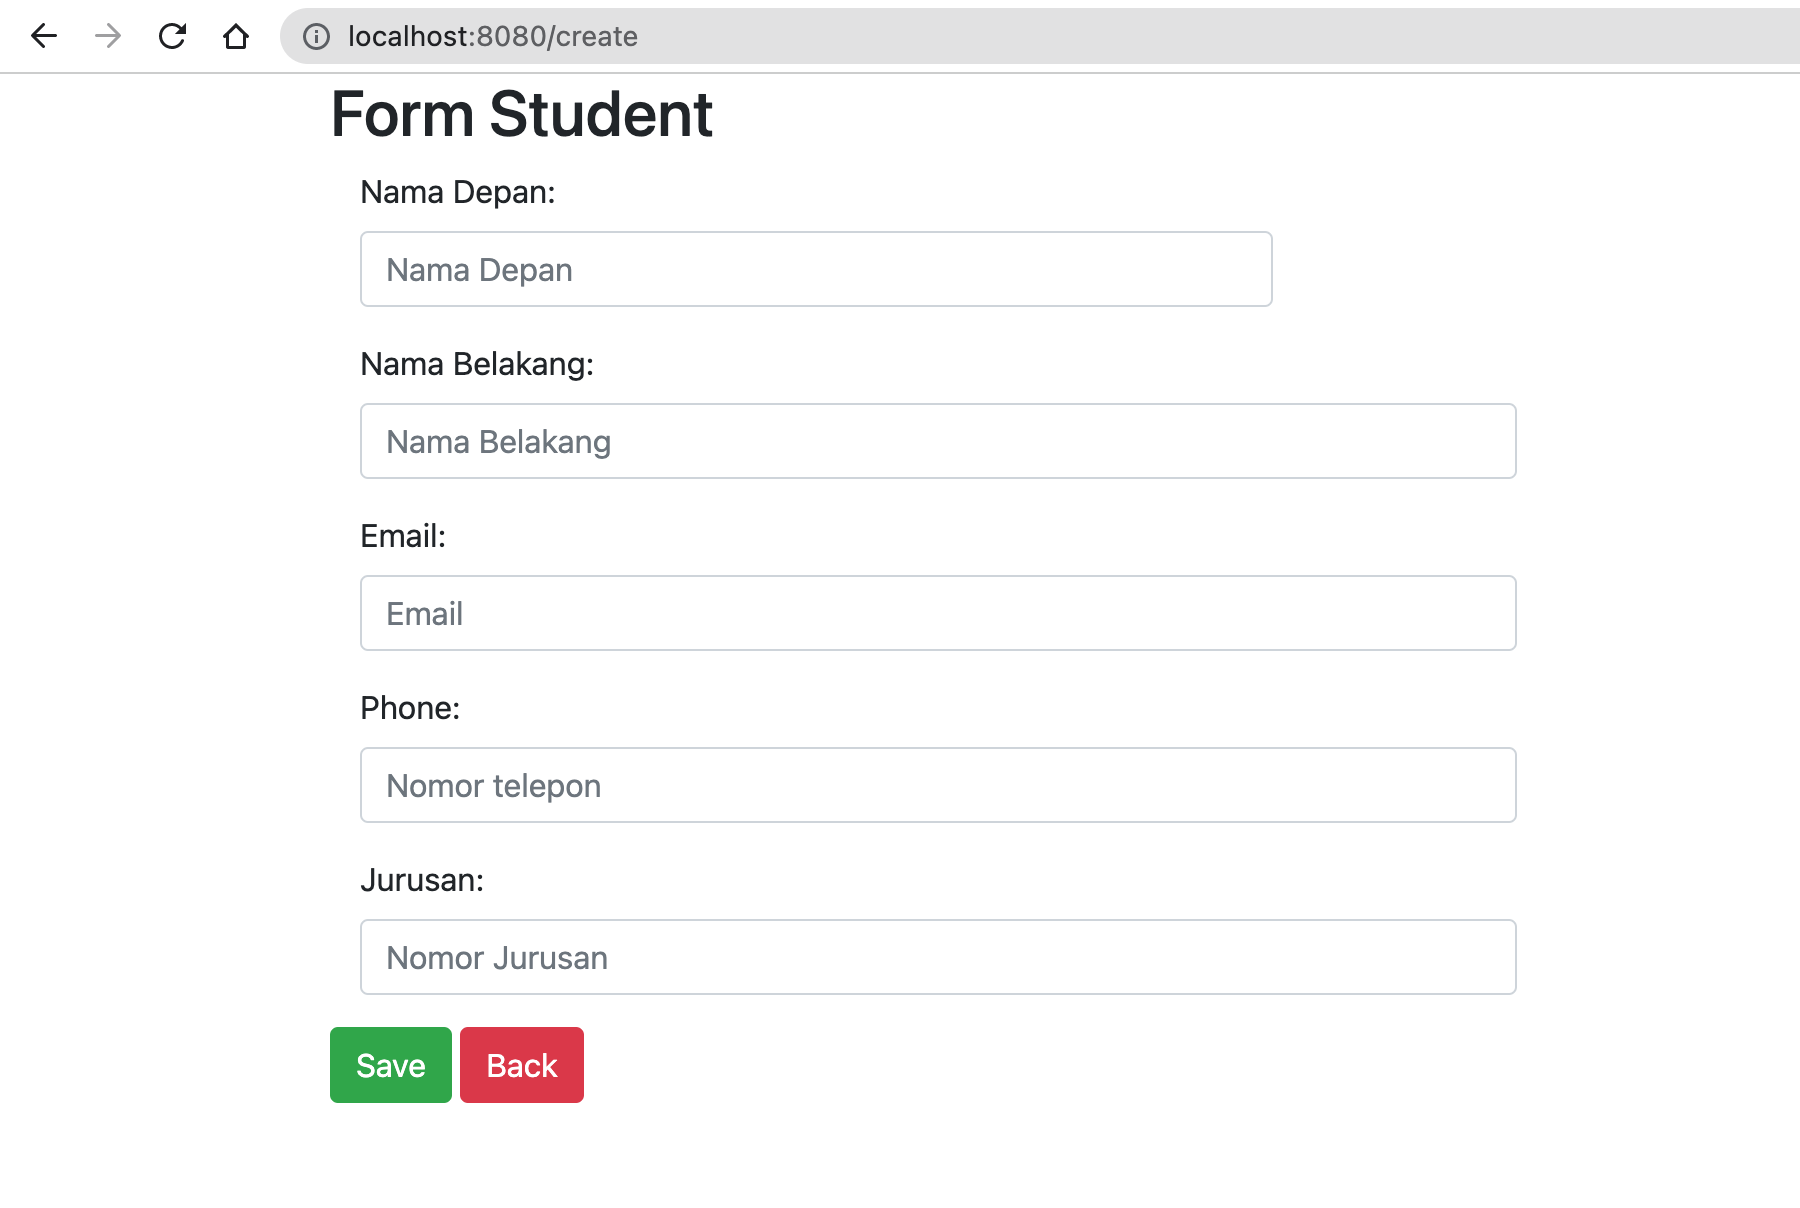 localhost:8080/create
Form Student
Nama Depan:
Nama Depan
Nama Belakang:
Nama Belakang
Email:
Email
Phone:
Nomor telepon
Jurusan:
Nomor Jurusan
Save Back